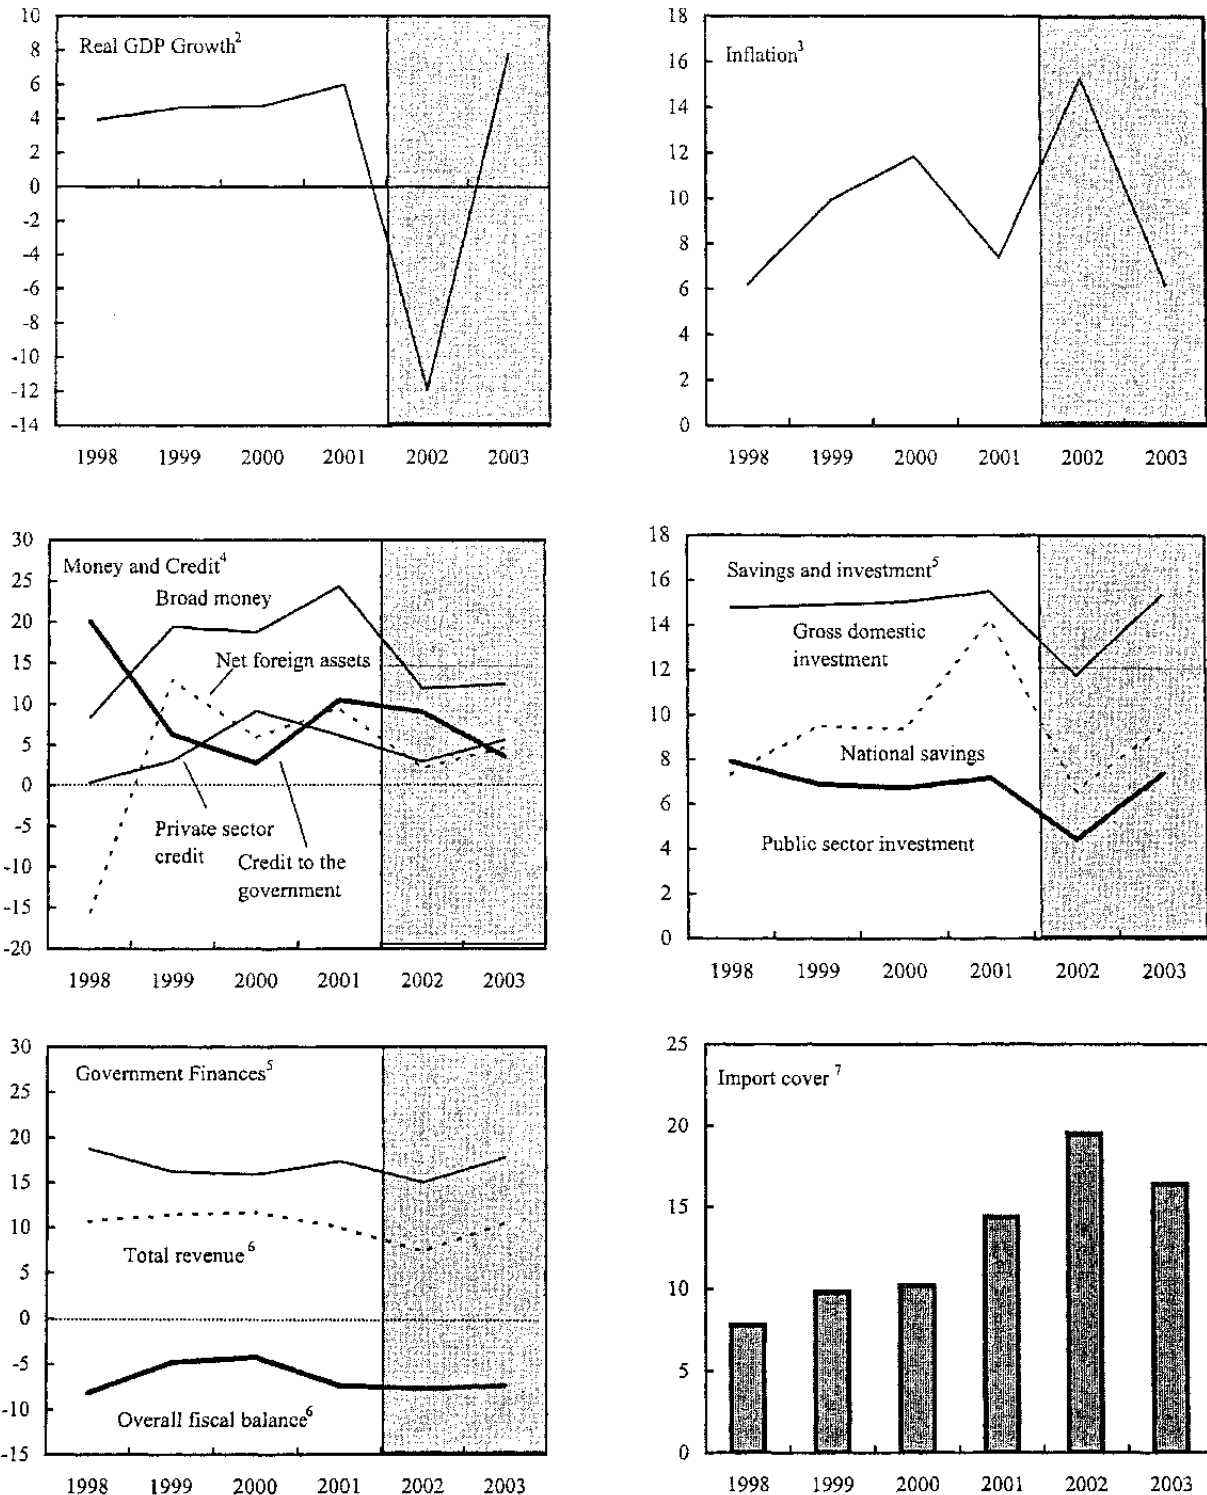 10
8
6
4
2
0
-2
-4
-6
-8
-10
-12
-14
Real GDP Growth2
1998 1999 2000 2001 2002 2003
18
16
14
12
10
8
6
4
2
0
Inflation3
1998 1999 2000 2001 2002 2003
30
25
20
15
10
5
0
-5
-10
-15
-20
Money and Credit4
Broad money
Net foreign assets
Private sector
credit
Credit to the
government
1998 1999 2000 2001 2002 2003
18
16
14
12
10
8
6
4
2
0
Savings and investment5
Gross domestic
investment
National savings
Public sector investment
1998 1999 2000 2001 2002 2003
30
25
20
15
10
5
0
-5
-10
-15
Government Finances5
Total revenue6
Overall fiscal balance6
1998 1999 2000 2001 2002 2003
25
20
15
10
5
0
Import cover 7
1998 1999 2000 2001 2002 2003